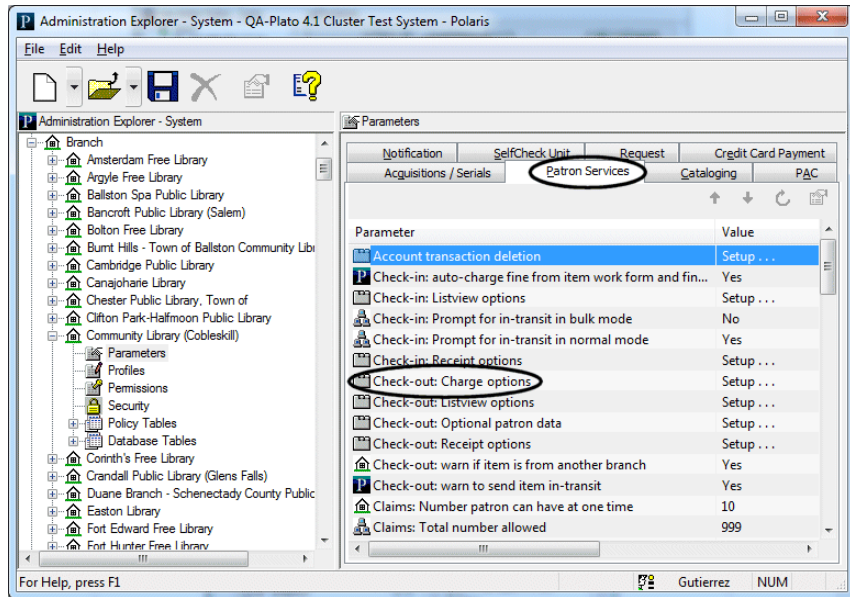 Administration Explorer - System - QA-Plato 4.1 Cluster Test System - Polaris
File Edit Help
Administration Explorer - System
Branch
Amsterdam Free Library
Argyle Free Library
Ballston Spa Public Library
Bancroft Public Library (Salem)
Bolton Free Library
Burnt Hills - Town of Ballston Community Libr
Cambridge Public Library
Canajoharie Library
Chester Public Library, Town of
Clifton Park-Halfmoon Public Library
Community Library (Cobleskill)
Parameters
Profiles
Permissions
Security
Policy Tables
Database Tables
Corinth's Free Library
Crandall Public Library (Glens Falls)
Duane Branch - Schenectady County Public
Easton Library
Fort Edward Free Library
Fort Hunter Free Library
Parameters
Notification SelfCheck Unit Request Credit Card Payment
Acquisitions / Serials Patron Services Cataloging PAC
Parameter Value
Account transaction deletion Setup . . .
Check-in: auto-charge fine from item work form and fin... Yes
Check-in: Listview options Setup . . .
Check-in: Prompt for in-transit in bulk mode No
Check-in: Prompt for in-transit in normal mode Yes
Check-in: Receipt options Setup . . .
Check-out: Charge options Setup . . .
Check-out: Listview options Setup . . .
Check-out: Optional patron data Setup . . .
Check-out: Receipt options Setup . . .
Check-out: warn if item is from another branch Yes
Check-out: warn to send item in-transit Yes
Claims: Number patron can have at one time 10
Claims: Total number allowed 999
For Help, press F1 Gutierrez NUM